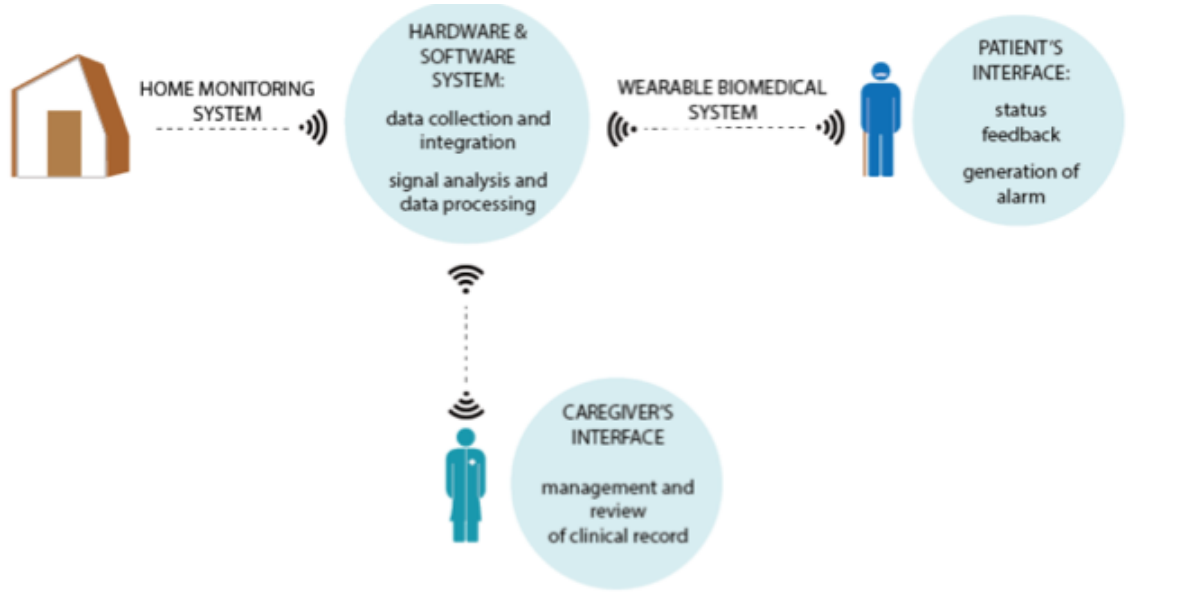 HOME MONITORING
SYSTEM
HARDWARE &
SOFTWARE
SYSTEM:
data collection and
integration
signal analysis and
data processing
WEARABLE BIOMEDICAL
SYSTEM
PATIENT'S
INTERFACE:
status
feedback
generation of
alarm
CAREGIVER'S
INTERFACE
management and
review
of clinical record